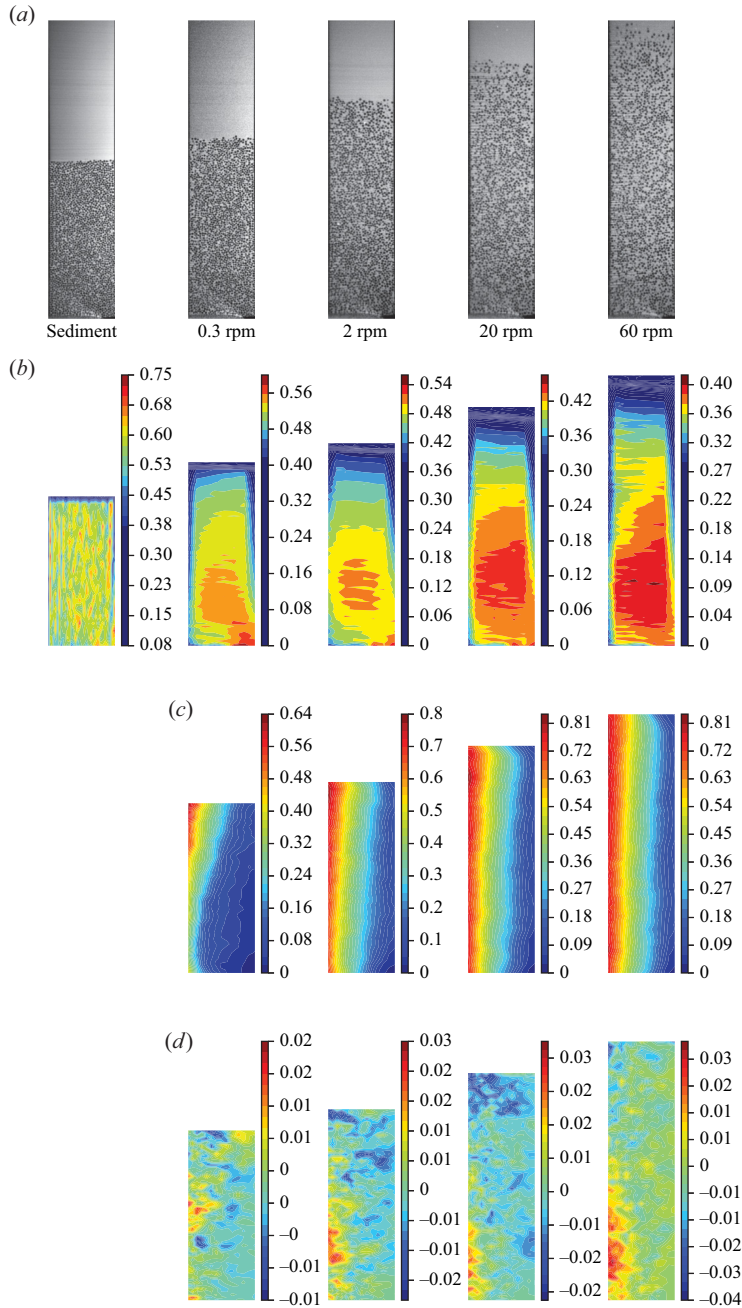 (a)
Sediment 0.3 rpm 2 rpm 20 rpm 60 rpm
(b)
0.75 0.68 0.60 0.53 0.45 0.38 0.30 0.23 0.15 0.08
0.56 0.48 0.40 0.32 0.24 0.16 0.08 0
0.54 0.48 0.42 0.36 0.30 0.24 0.18 0.12 0.06 0
0.42 0.36 0.30 0.24 0.18 0.12 0.06 0
0.40 0.36 0.31 0.27 0.22 0.18 0.13 0.09 0.04 0
(c)
0.64 0.56 0.48 0.40 0.32 0.24 0.16 0.08 0
0.8 0.7 0.6 0.5 0.4 0.3 0.2 0.1 0
0.81 0.72 0.63 0.54 0.45 0.36 0.27 0.18 0.09 0
0.81 0.72 0.63 0.54 0.45 0.36 0.27 0.18 0.09 0
(d)
0.02 0.02 0.01 0.01 0 0 –0 –0.01 –0.01
0.03 0.02 0.02 0.01 0 –0.01 –0.01 –0.02
0.03 0.02 0.02 0.01 0 –0.01 –0.01 –0.02 –0.02
0.03 0.02 0.01 0 –0.01 –0.01 –0.02 –0.03 –0.04